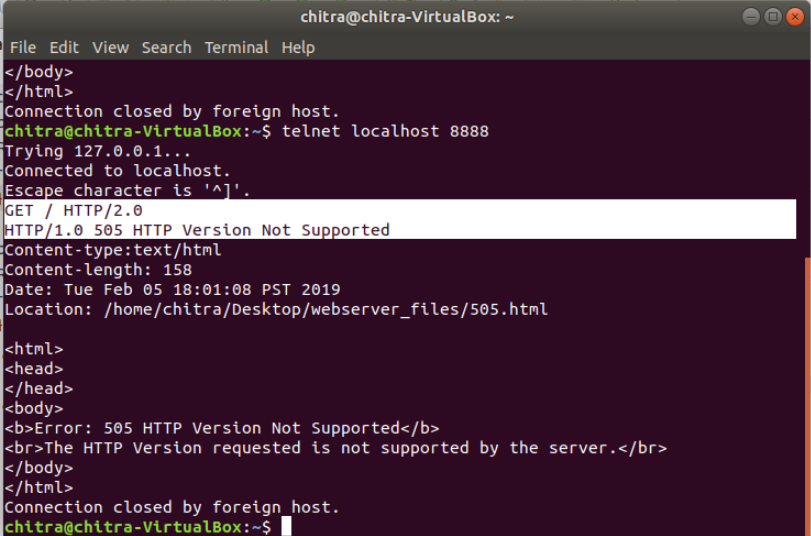 chitra@chitra-VirtualBox: ~
File Edit View Search Terminal Help
</body>
</html>
Connection closed by foreign host.
chitra@chitra-VirtualBox:~$ telnet localhost 8888
Trying 127.0.0.1...
Connected to localhost.
Escape character is '^]'.
GET / HTTP/2.0
HTTP/1.0 505 HTTP Version Not Supported
Content-type:text/html
Content-length: 158
Date: Tue Feb 05 18:01:08 PST 2019
Location: /home/chitra/Desktop/webserver_files/505.html
<html>
<head>
</head>
<body>
<b>Error: 505 HTTP Version Not Supported</b>
<br>The HTTP Version requested is not supported by the server.</br>
</body>
</html>
Connection closed by foreign host.
chitra@chitra-VirtualBox:~$